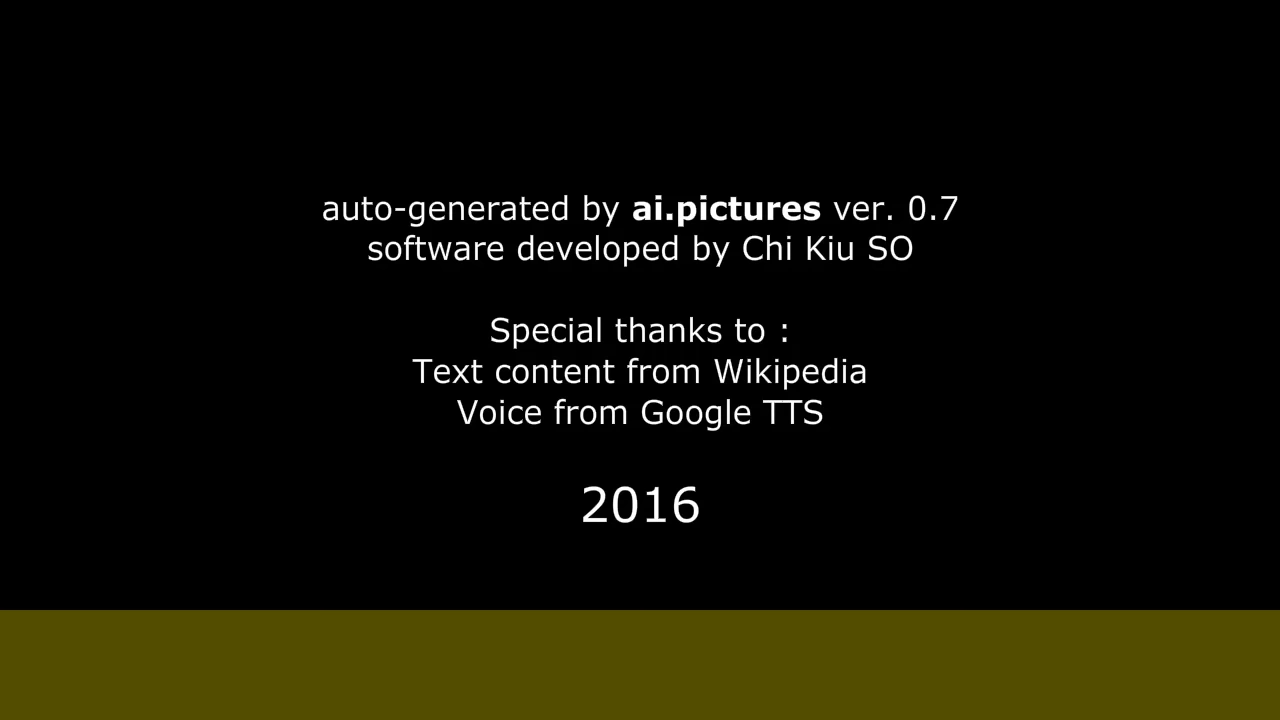 auto-generated by ai.pictures ver. 0.7
software developed by Chi Kiu SO
Special thanks to :
Text content from Wikipedia
Voice from Google TTS
2016